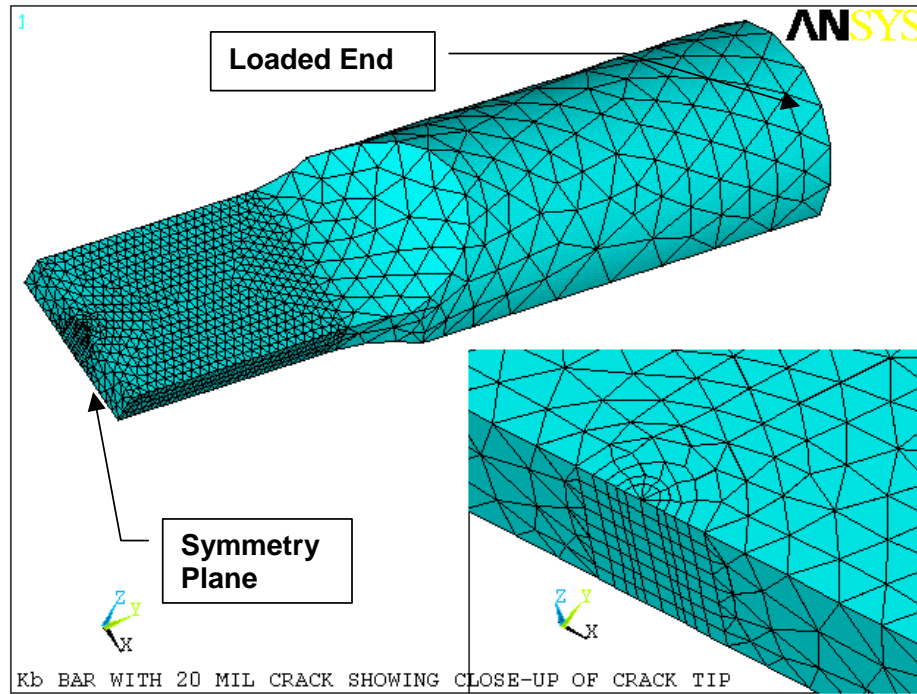 1
ANSYS
Loaded End
Symmetry
Plane
Z
Y
X
Z
Y
X
Kb BAR WITH 20 MIL CRACK SHOWING CLOSE-UP OF CRACK TIP